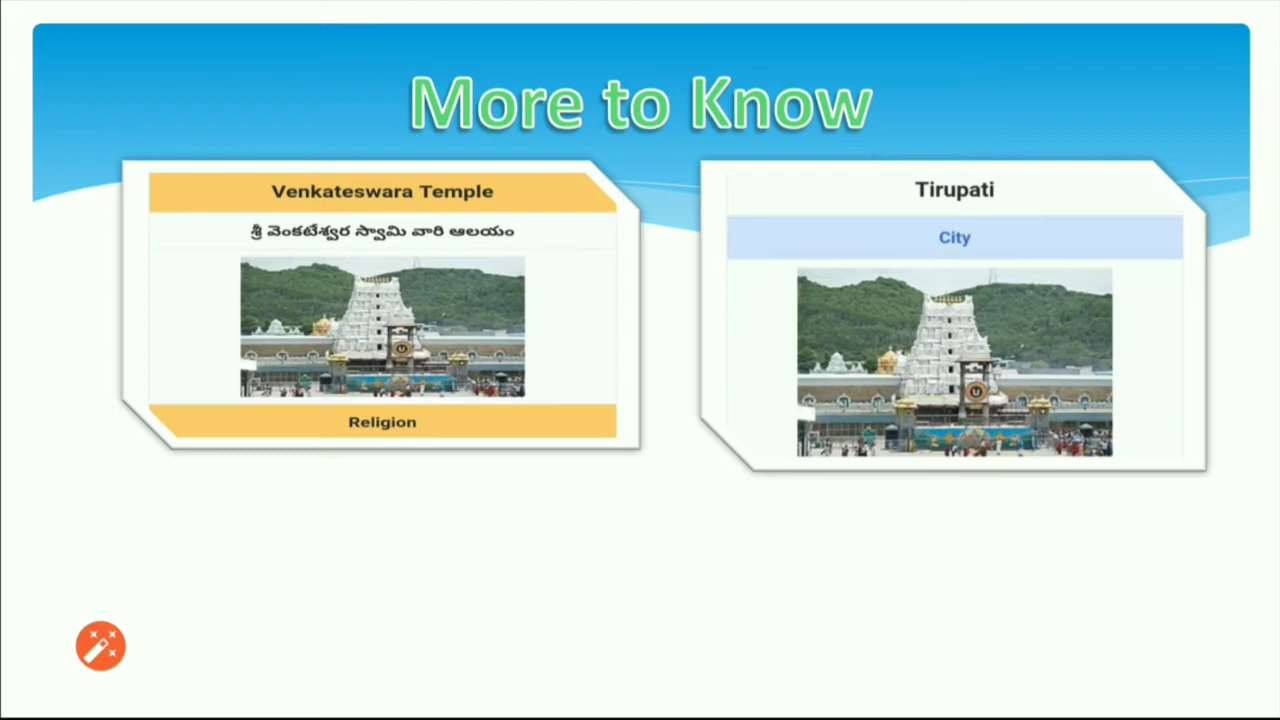 More to Know
Venkateswara Temple
శ్రీ వెంకటేశ్వర స్వామి వారి ఆలయం
Religion
Tirupati
City